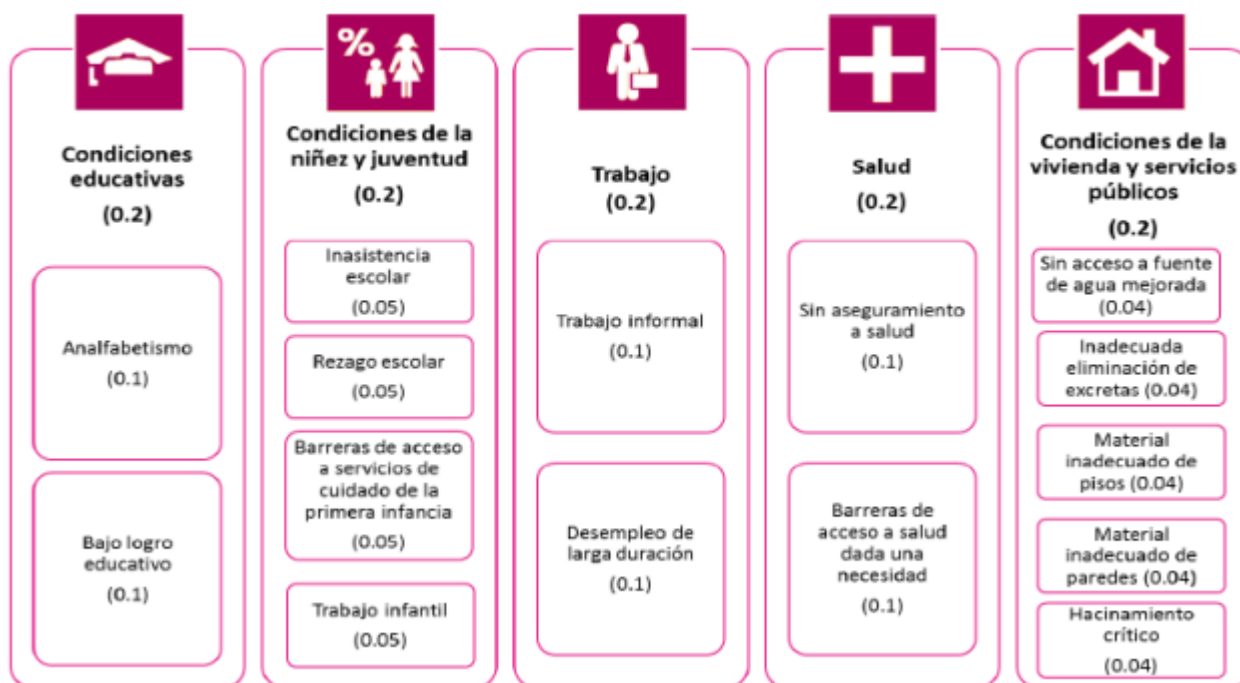 Condiciones
educativas
(0.2)
Analfabetismo
(0.1)
Bajo logro
educativo
(0.1)
%
Condiciones de la
niñez y juventud
(0.2)
Inasistencia
escolar
(0.05)
Rezago escolar
(0.05)
Barreras de acceso
a servicios de
cuidado de la
primera infancia
(0.05)
Trabajo infantil
(0.05)
Trabajo
(0.2)
Trabajo informal
(0.1)
Desempleo de
larga duración
(0.1)
Salud
(0.2)
Sin aseguramiento
a salud
(0.1)
Barreras de
acceso a salud
dada una
necesidad
(0.1)
Condiciones de la
vivienda y servicios
públicos
(0.2)
Sin acceso a fuente
de agua mejorada
(0.04)
Inadecuada
eliminación de
excretas (0.04)
Material
inadecuado de
pisos (0.04)
Material
inadecuado de
paredes (0.04)
Hacinamiento
crítico
(0.04)